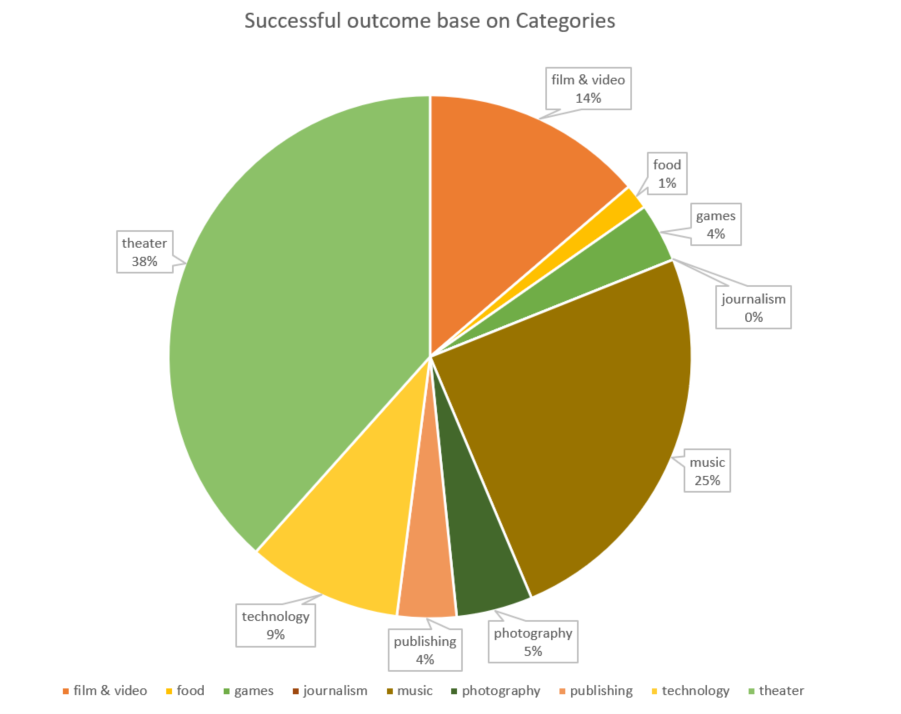 Successful outcome base on Categories
film & video
14%
food
1%
games
4%
theater
38%
journalism
0%
music
25%
technology
9%
publishing
4%
photography
5%
film & video food games journalism music photography publishing technology theater